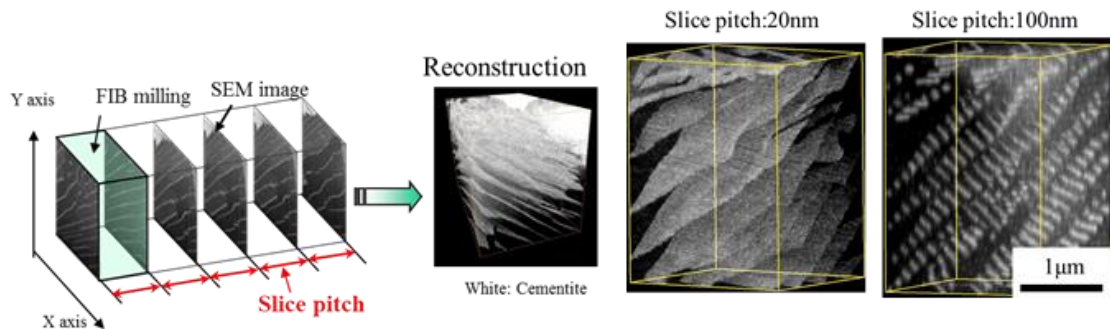 Y axis
FIB milling
SEM image
X axis
Slice pitch
Reconstruction
White: Cementite
Slice pitch:20nm
Slice pitch:100nm
1μm